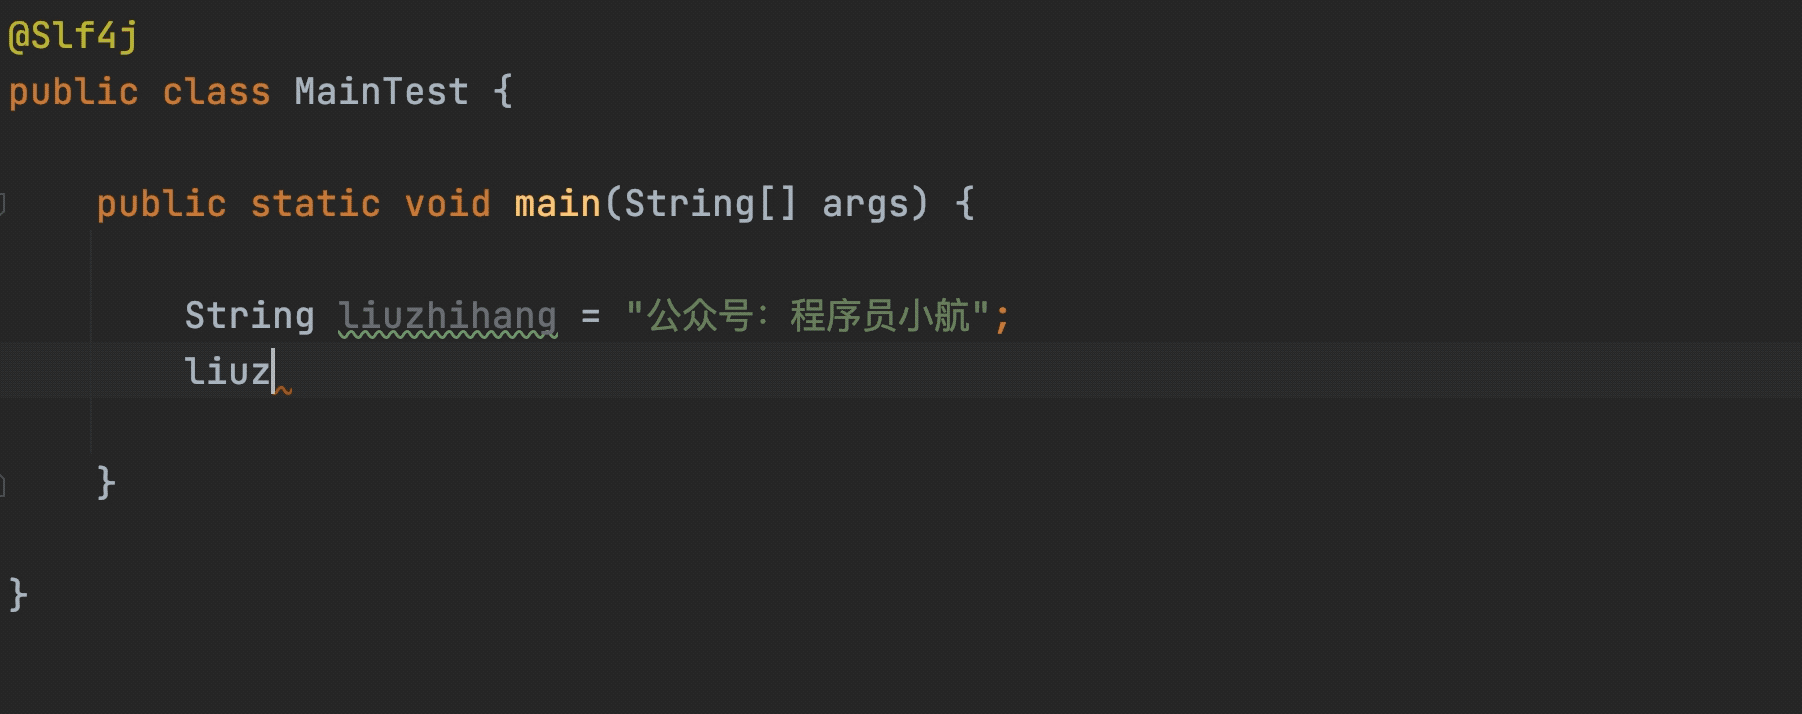 @Slf4j
public class MainTest {
public static void main(String[] args) {
String liuzhihang = "公众号：程序员小航";
liuz
}
}